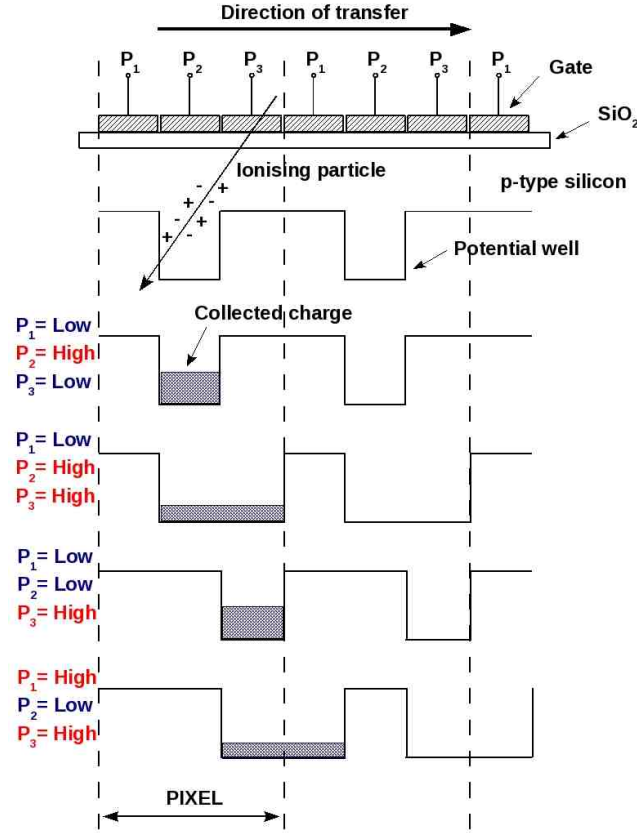 Direction of transfer
P1 P2 P3 P1 P2 P3 P1
Gate
SiO2
Ionising particle
p-type silicon
- +
+ -
- +
+ -
Potential well
Collected charge
P1= Low
P2= High
P3= Low
P1= Low
P2= High
P3= High
P1= Low
P2= Low
P3= High
P1= High
P2= Low
P3= High
PIXEL